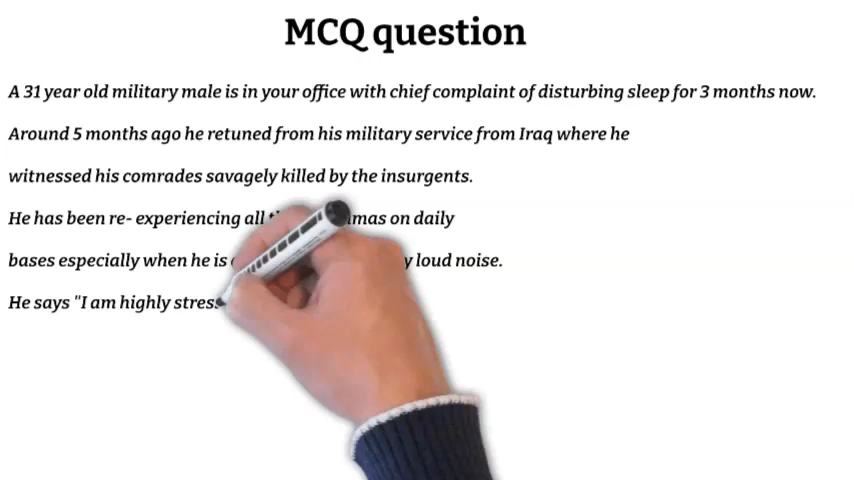 MCQ question
A 31 year old military male is in your office with chief complaint of disturbing sleep for 3 months now.
Around 5 months ago he retuned from his military service from Iraq where he
witnessed his comrades savagely killed by the insurgents.
He has been re- experiencing all on daily
bases especially when he is loud noise.
He says "I am highly